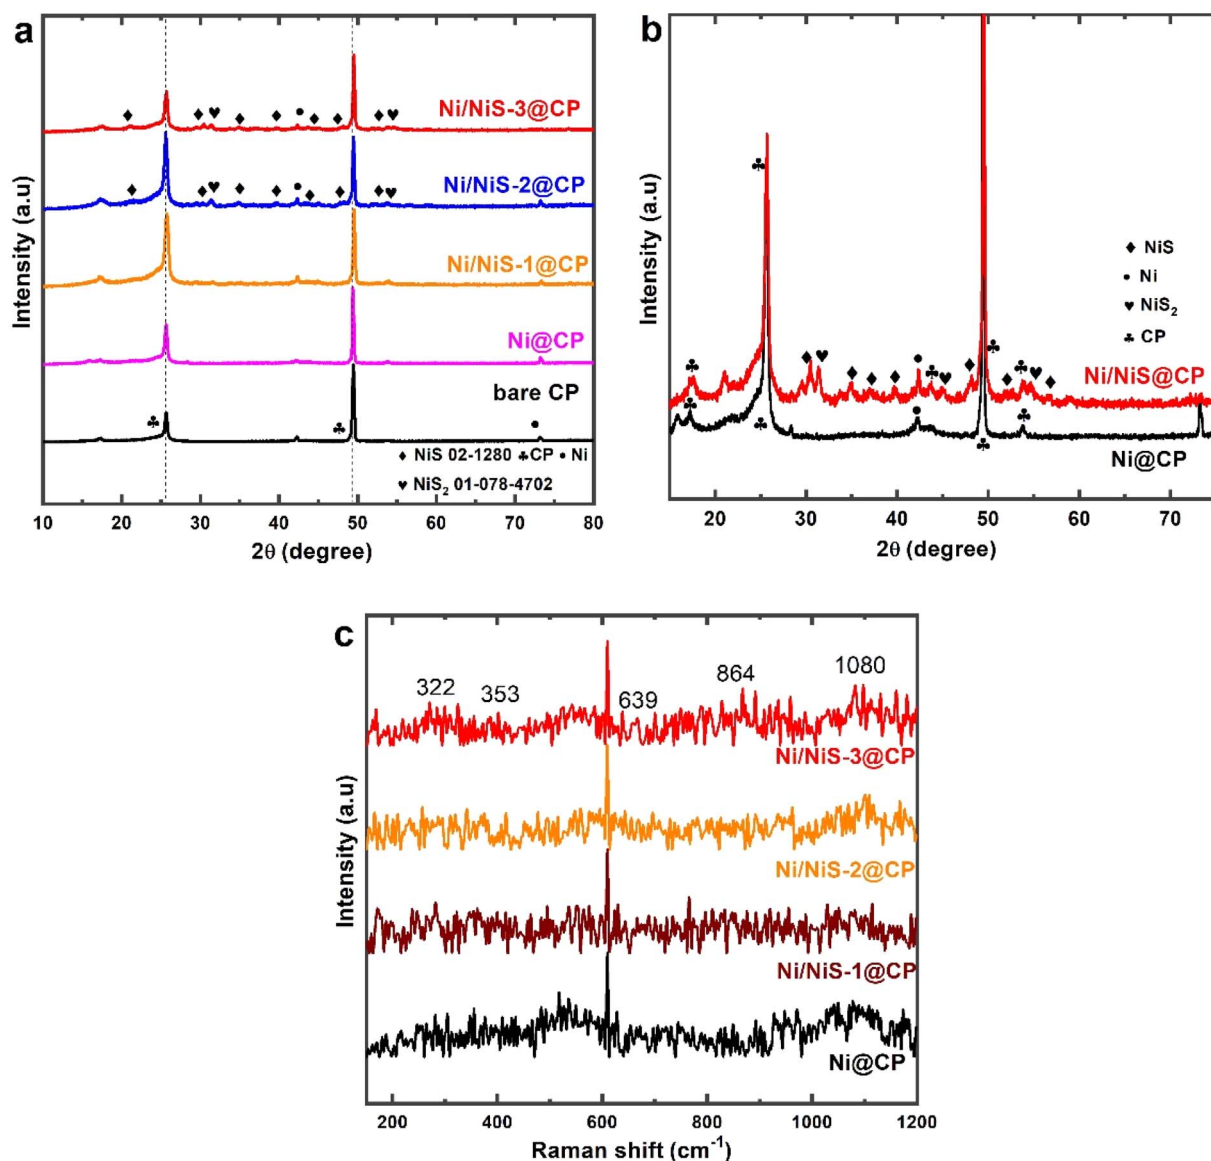 a
Intensity (a.u)
Ni/NiS-3@CP
♦ ♦ ♥ ♦ ♦ • ♦ ♦ ♦ ♥
Ni/NiS-2@CP
♦ ♦ ♥ ♦ ♦ • ♦ ♦ ♦ ♥
Ni/NiS-1@CP
Ni@CP
bare CP
♣ ♣ •
♦ NiS 02-1280 ♣CP • Ni
♥ NiS₂ 01-078-4702
10 20 30 40 50 60 70 80
2θ (degree)
b
Intensity (a.u)
♦ NiS
• Ni
♥ NiS₂
♣ CP
Ni/NiS@CP
Ni@CP
20 30 40 50 60 70
2θ (degree)
c
Intensity (a.u)
322 353 639 864 1080
Ni/NiS-3@CP
Ni/NiS-2@CP
Ni/NiS-1@CP
Ni@CP
200 400 600 800 1000 1200
Raman shift (cm⁻¹)